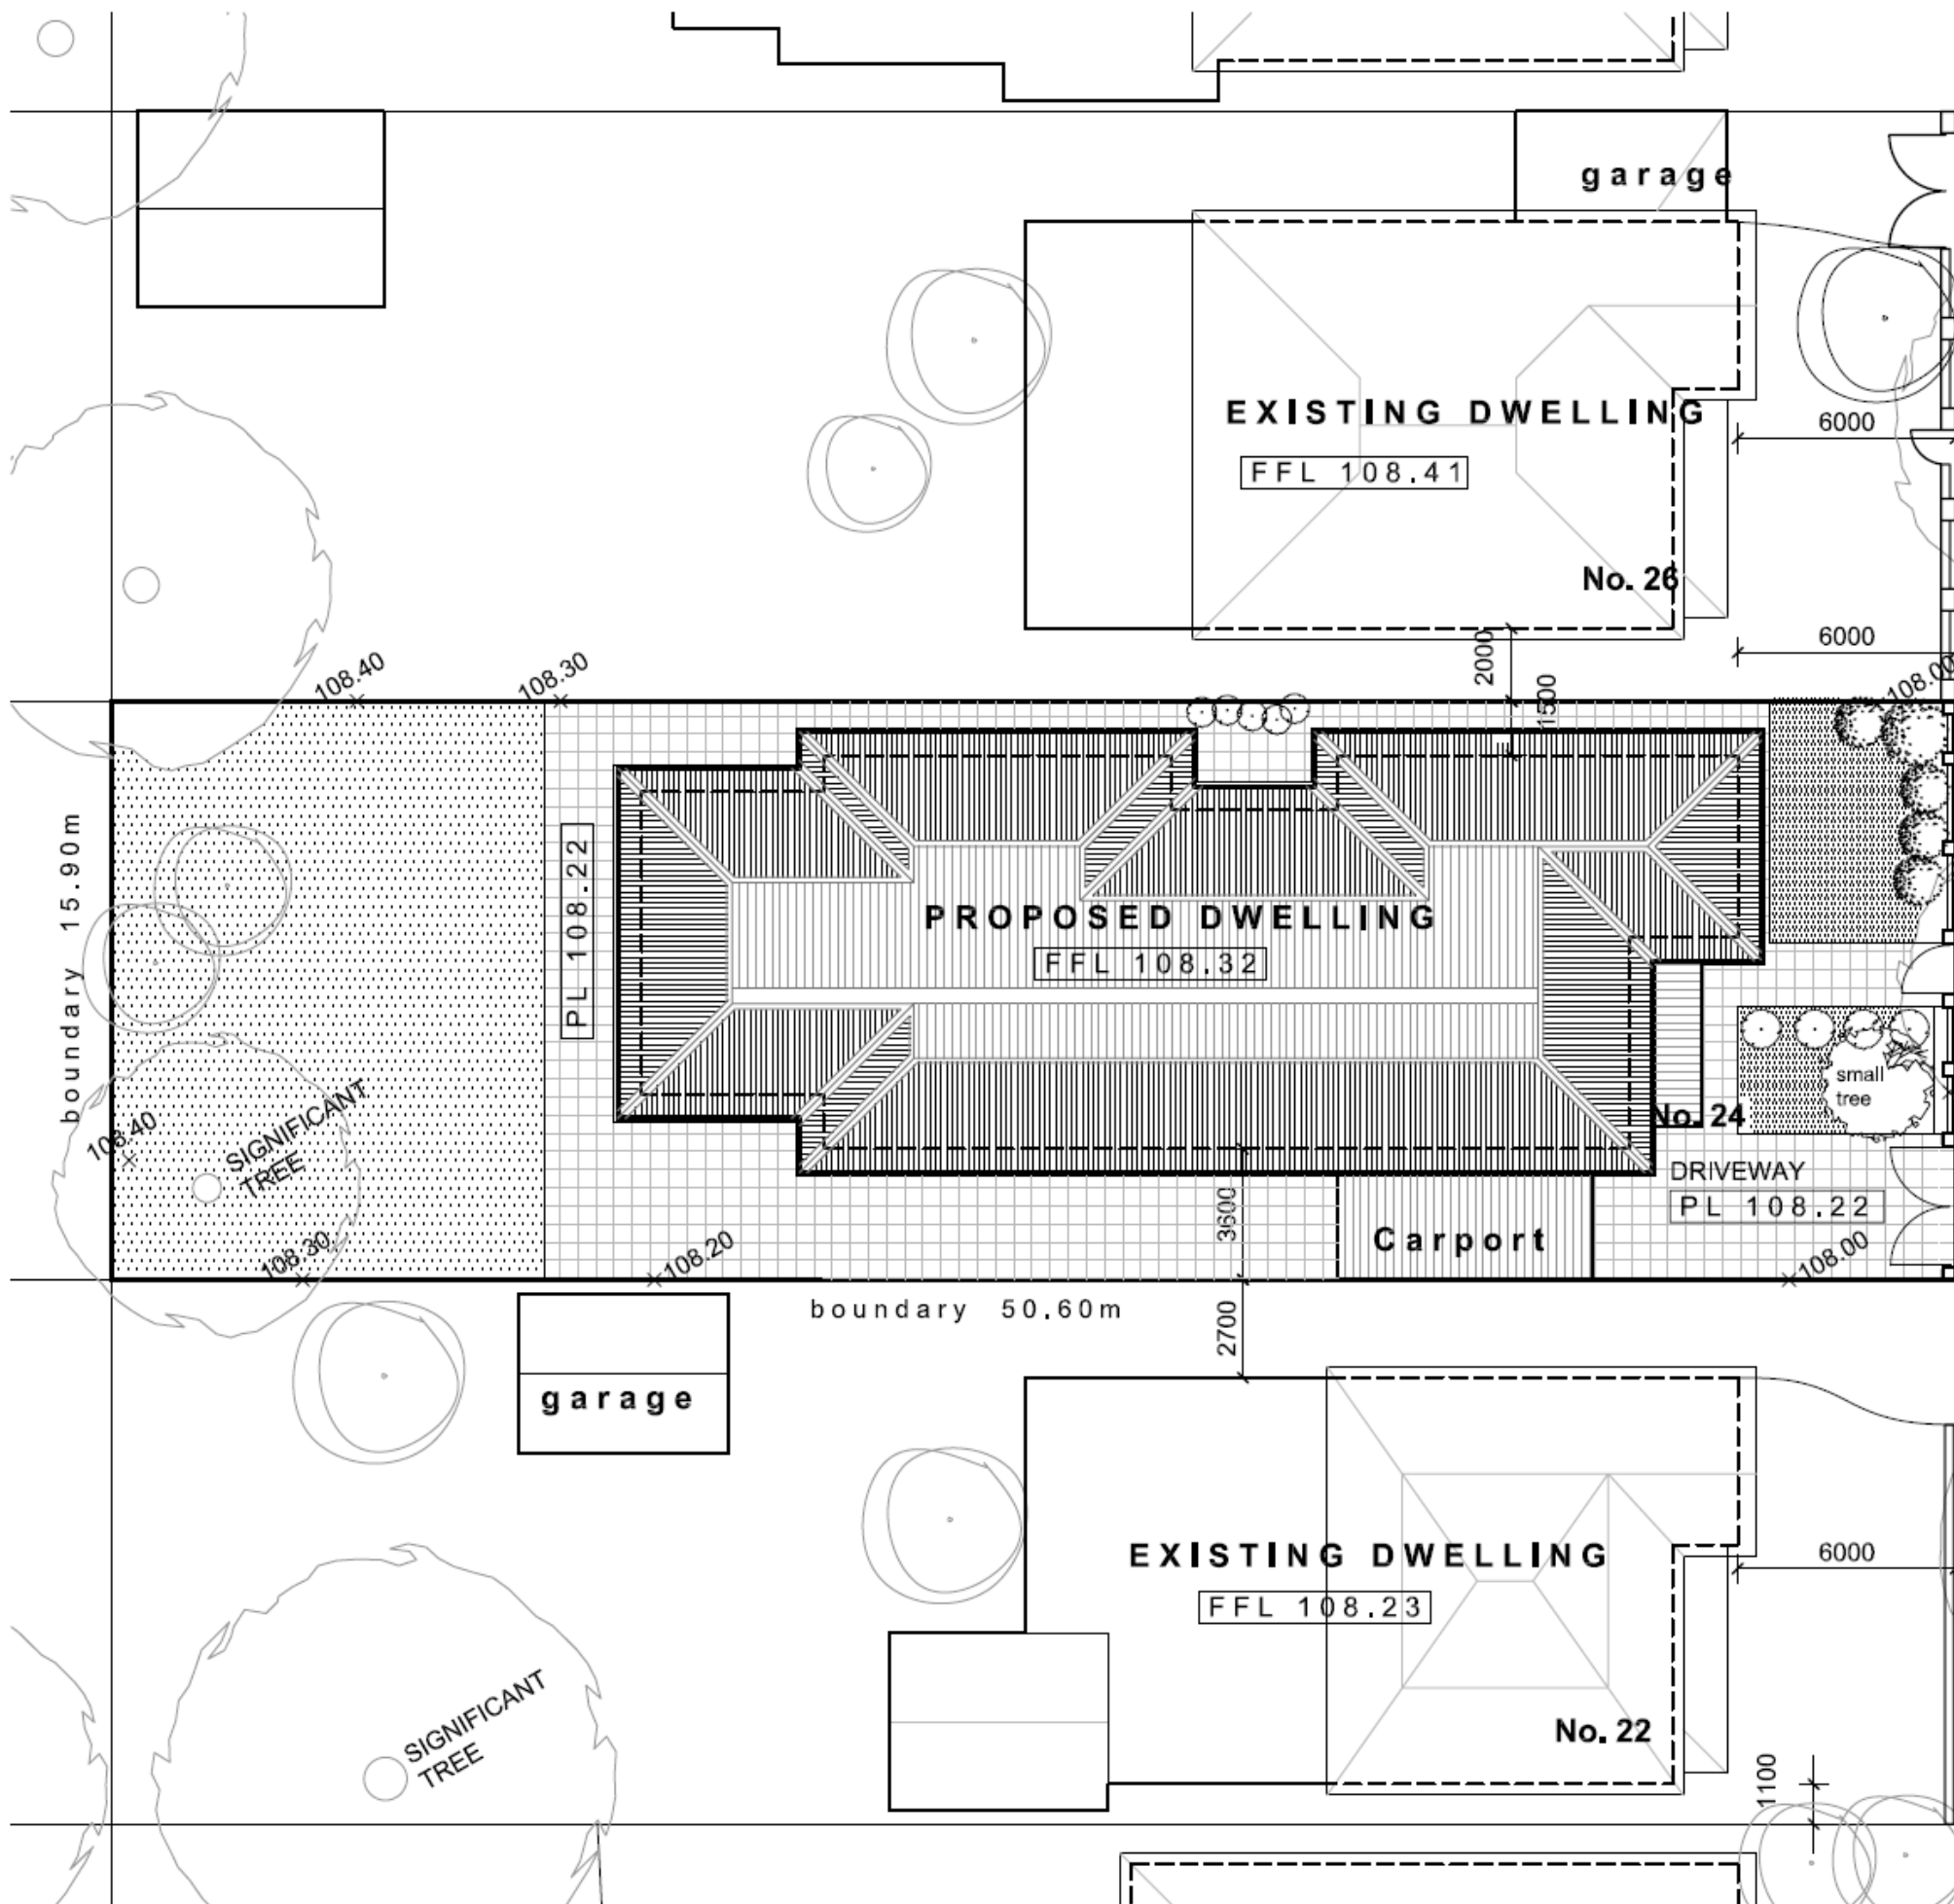 garage
EXISTING DWELLING
6000
FFL 108.41
No. 26
6000
2000
1500
108.40
108.30
108.00
boundary 15.90m
PL 108.22
PROPOSED DWELLING
FFL 108.32
small
tree
No. 24
108.40
SIGNIFICANT
TREE
DRIVEWAY
PL 108.22
3600
Carport
108.30
108.20
108.00
boundary 50.60m
2700
garage
EXISTING DWELLING
6000
FFL 108.23
SIGNIFICANT
TREE
No. 22
1100